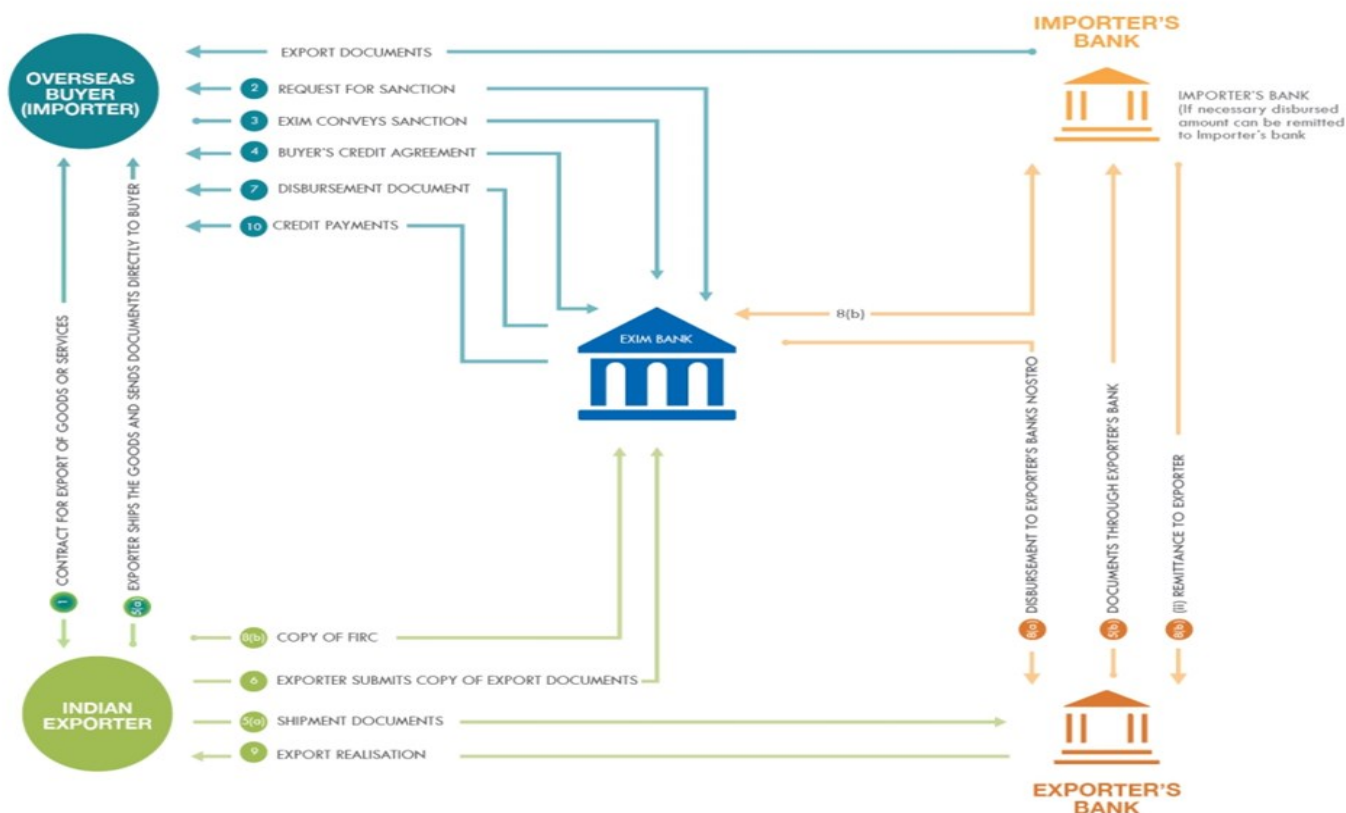 IMPORTER'S
BANK
EXPORT DOCUMENTS
OVERSEAS
BUYER
(IMPORTER)
2 REQUEST FOR SANCTION
IMPORTER'S BANK
(If necessary disbursed
amount can be remitted
to Importer's bank
3 EXIM CONVEYS SANCTION
4 BUYER'S CREDIT AGREEMENT
7 DISBURSEMENT DOCUMENT
10 CREDIT PAYMENTS
8(b)
EXIM BANK
1 CONTRACT FOR EXPORT OF GOODS OR SERVICES
5(a) EXPORTER SHIPS THE GOODS AND SENDS DOCUMENTS DIRECTLY TO BUYER
8(a) DISBURSEMENT TO EXPORTER'S BANKS NOSTRO
5(b) DOCUMENTS THROUGH EXPORTER'S BANK
8(b) (ii) REMITTANCE TO EXPORTER
8(b) COPY OF FIRC
6 EXPORTER SUBMITS COPY OF EXPORT DOCUMENTS
INDIAN
EXPORTER
5(a) SHIPMENT DOCUMENTS
9 EXPORT REALISATION
EXPORTER'S
BANK